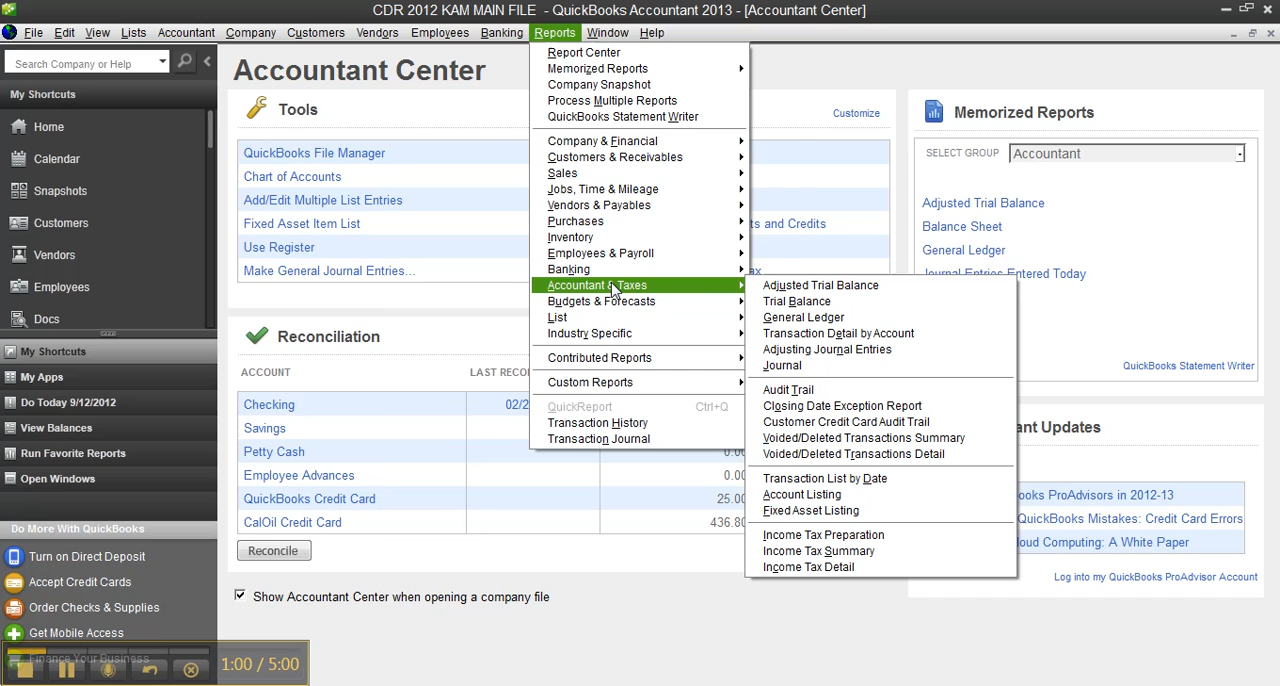 CDR 2012 KAM MAIN FILE - QuickBooks Accountant 2013 - [Accountant Center]
File Edit View Lists Accountant Company Customers Vendors Employees Banking Reports Window Help
Search Company or Help
My Shortcuts
Home
Calendar
Snapshots
Customers
Vendors
Employees
Docs
My Shortcuts
My Apps
Do Today 9/12/2012
View Balances
Run Favorite Reports
Open Windows
Do More With QuickBooks
Turn on Direct Deposit
Accept Credit Cards
Order Checks & Supplies
Get Mobile Access
Finance Your Business
1:00 / 5:00
Accountant Center
Tools
Customize
QuickBooks File Manager
Chart of Accounts
Add/Edit Multiple List Entries
Fixed Asset Item List
ts and Credits
Use Register
Make General Journal Entries...
ax
Reconciliation
ACCOUNT LAST RECO
Checking 02/2
Savings
Petty Cash 0.00
Employee Advances 0.00
QuickBooks Credit Card 25.00
CalOil Credit Card 436.80
Reconcile
Show Accountant Center when opening a company file
Report Center
Memorized Reports
Company Snapshot
Process Multiple Reports
QuickBooks Statement Writer
Company & Financial
Customers & Receivables
Sales
Jobs, Time & Mileage
Vendors & Payables
Purchases
Inventory
Employees & Payroll
Banking
Accountant & Taxes
Budgets & Forecasts
List
Industry Specific
Contributed Reports
Custom Reports
QuickReport Ctrl+Q
Transaction History
Transaction Journal
Adjusted Trial Balance
Trial Balance
General Ledger
Transaction Detail by Account
Adjusting Journal Entries
Journal
Audit Trail
Closing Date Exception Report
Customer Credit Card Audit Trail
Voided/Deleted Transactions Summary
Voided/Deleted Transactions Detail
Transaction List by Date
Account Listing
Fixed Asset Listing
Income Tax Preparation
Income Tax Summary
Income Tax Detail
Memorized Reports
SELECT GROUP Accountant
Adjusted Trial Balance
Balance Sheet
General Ledger
Journal Entries Entered Today
QuickBooks Statement Writer
ant Updates
ooks ProAdvisors in 2012-13
QuickBooks Mistakes: Credit Card Errors
loud Computing: A White Paper
Log into my QuickBooks ProAdvisor Account